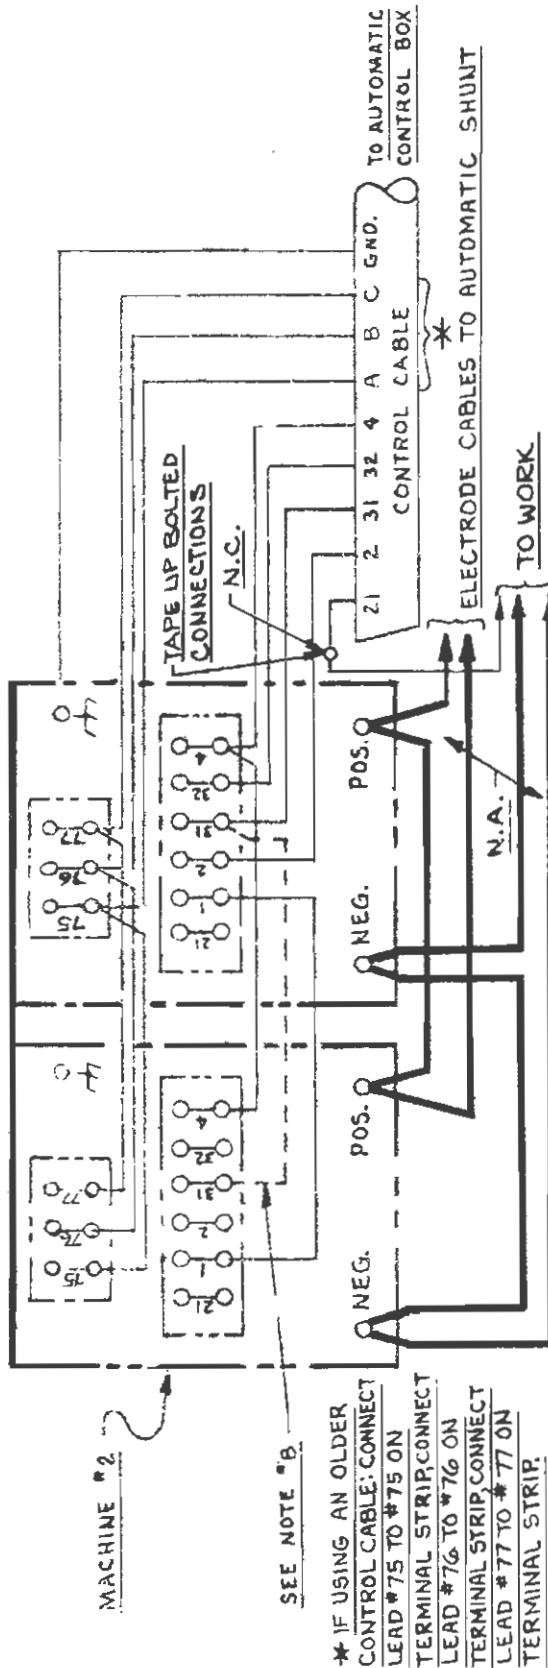 TO AUTOMATIC
CONTROL BOX
ELECTRODE CABLES TO AUTOMATIC SHUNT
TO WORK
GND.
C
B
A
4
32
31
2
21
CONTROL CABLE
*
TAPE UP BOLTED
CONNECTIONS
N.C.
N.A.
77
76
75
4
32
31
2
1
21
POS.
NEG.
77
76
75
4
32
31
2
1
21
POS.
NEG.
MACHINE #2
SEE NOTE "B
* IF USING AN OLDER
CONTROL CABLE: CONNECT
LEAD #75 TO #75 ON
TERMINAL STRIP, CONNECT
LEAD #76 TO #76 ON
TERMINAL STRIP, CONNECT
LEAD #77 TO #77 ON
TERMINAL STRIP.